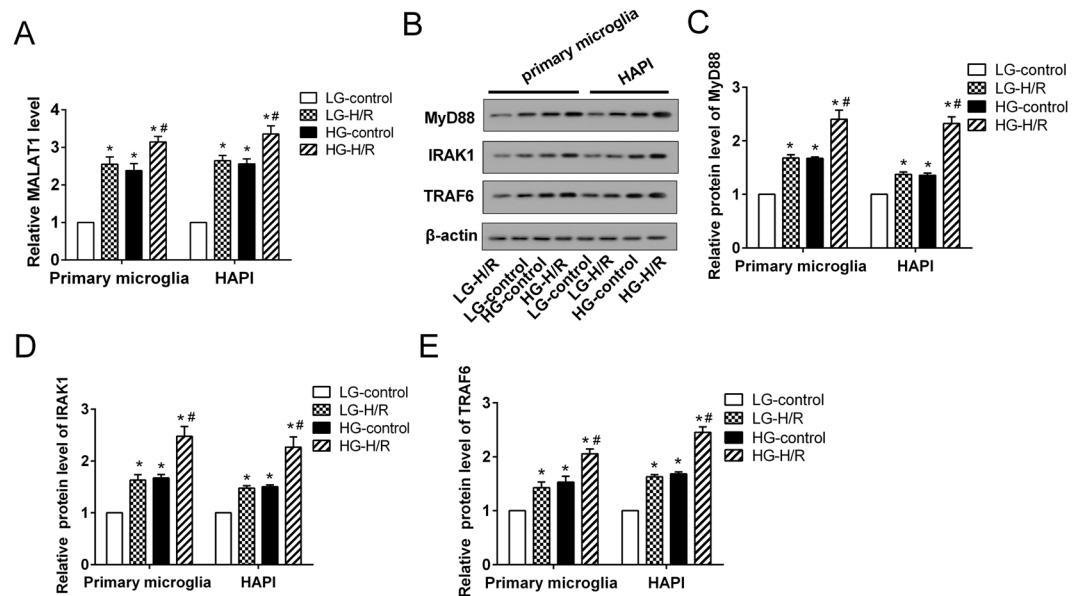 A
Relative MALAT1 level
4
3
2
1
0
* * *#
* * *#
Primary microglia HAPI
LG-control
LG-H/R
HG-control
HG-H/R
B
primary microglia HAPI
MyD88
IRAK1
TRAF6
β-actin
LG-H/R LG-control HG-control HG-H/R LG-control LG-H/R HG-control HG-H/R
C
Relative protein level of MyD88
3
2
1
0
* * *#
* * *#
Primary microglia HAPI
LG-control
LG-H/R
HG-control
HG-H/R
D
Relative protein level of IRAK1
3
2
1
0
* * *#
* * *#
Primary microglia HAPI
LG-control
LG-H/R
HG-control
HG-H/R
E
Relative protein level of TRAF6
3
2
1
0
* * *#
* * *#
Primary microglia HAPI
LG-control
LG-H/R
HG-control
HG-H/R